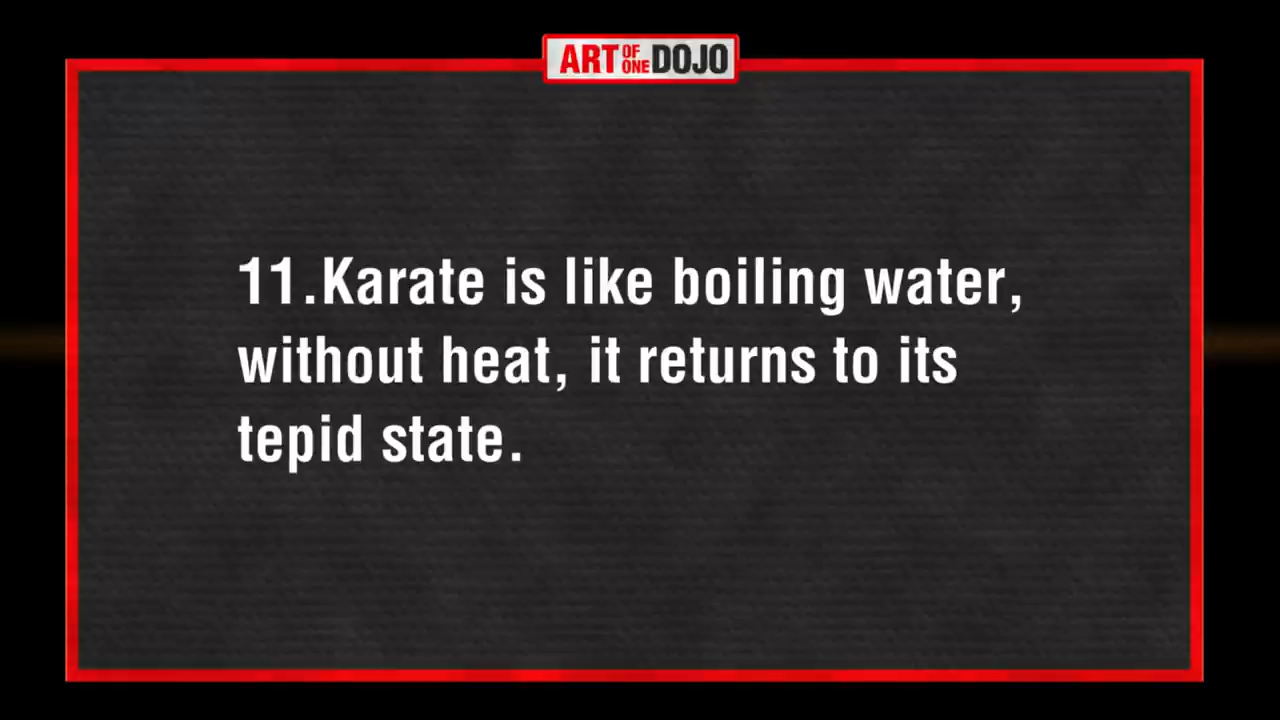 ART OF ONE DOJO
11.Karate is like boiling water,
without heat, it returns to its
tepid state.